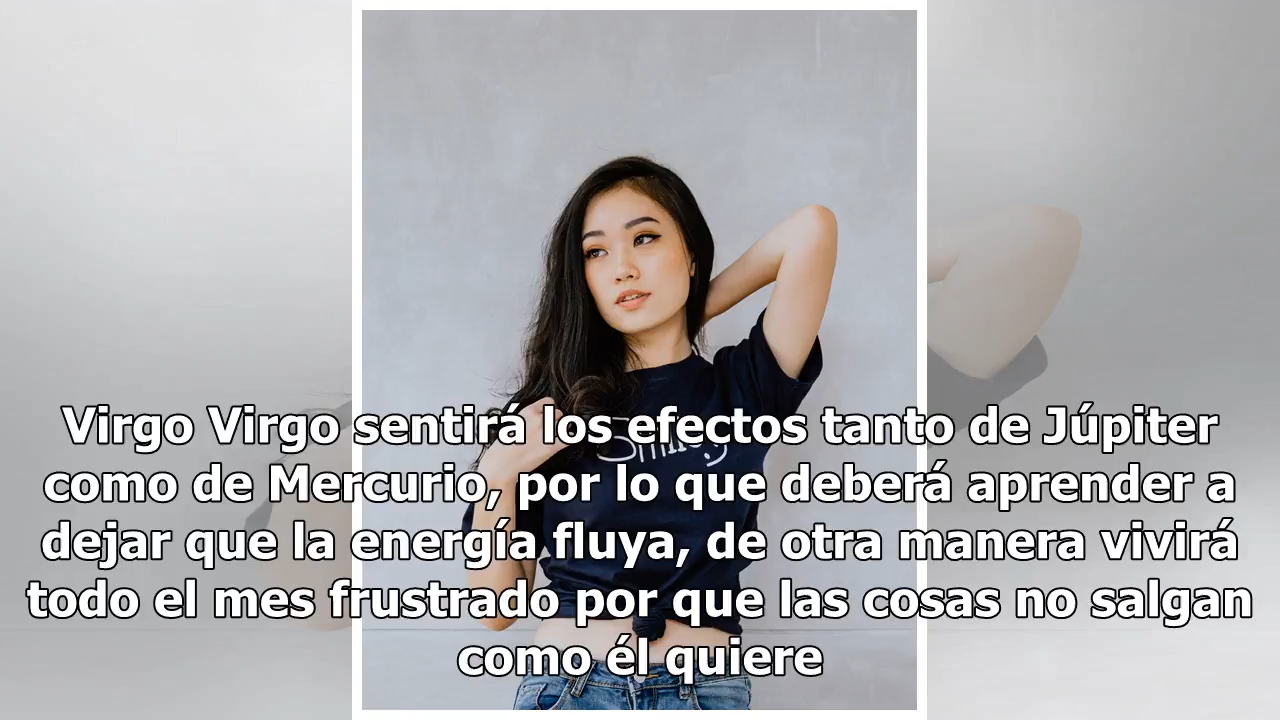 Virgo Virgo sentirá los efectos tanto de Júpiter
como de Mercurio, por lo que deberá aprender a
dejar que la energía fluya, de otra manera vivirá
todo el mes frustrado por que las cosas no salgan
como él quiere